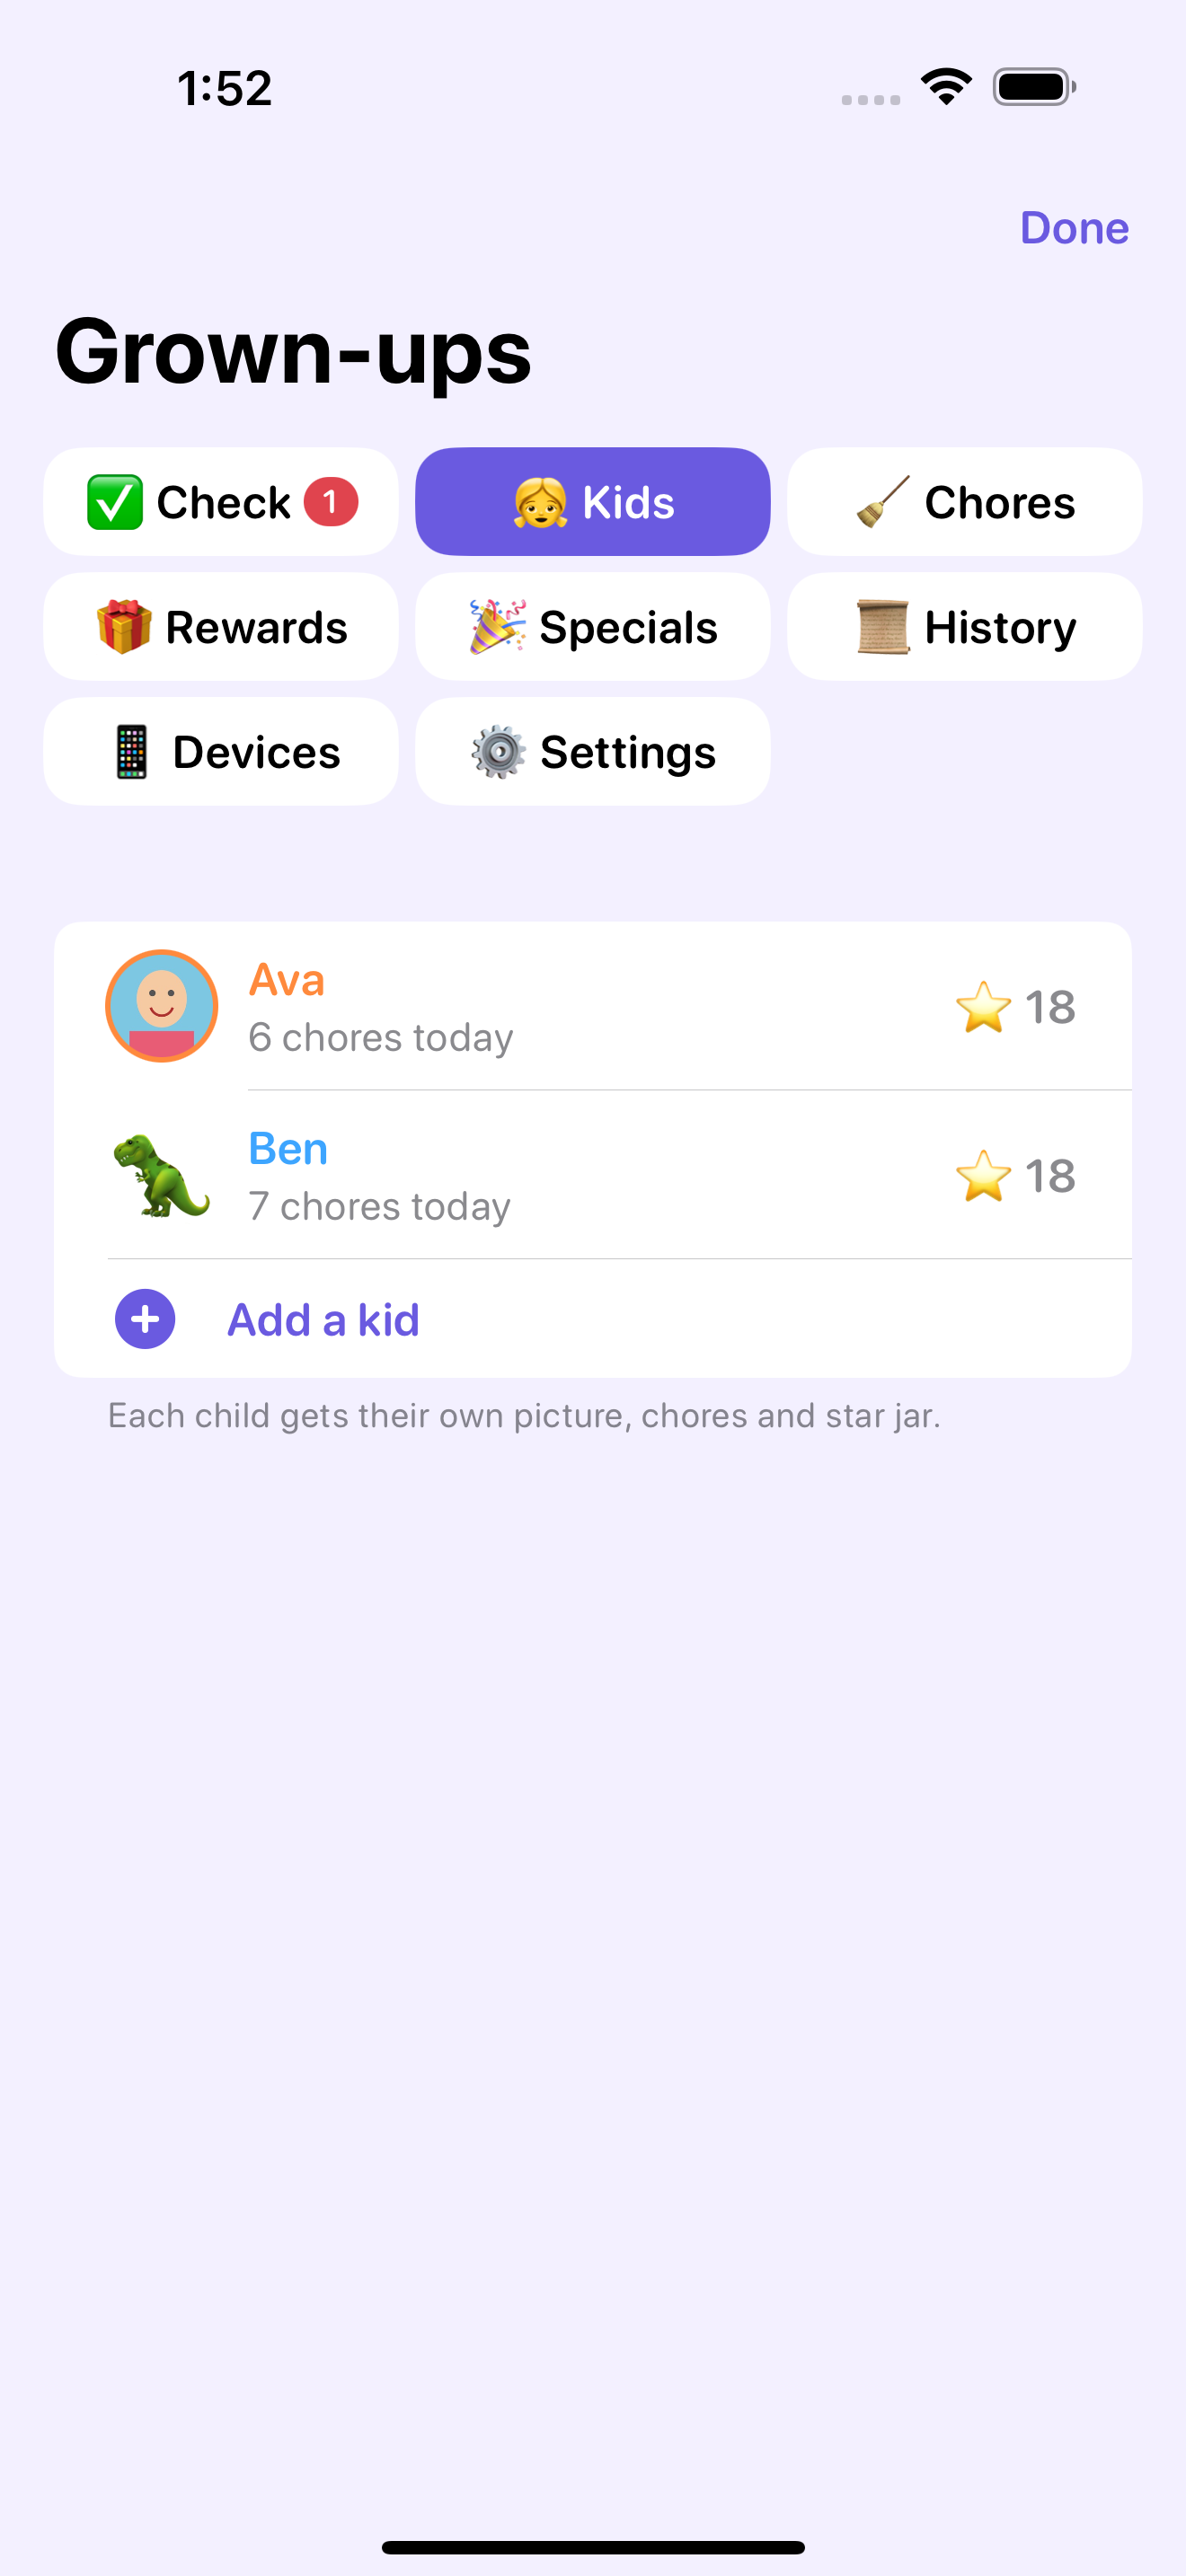 1:52
Done
Grown-ups
Check 1
Kids
Chores
Rewards
Specials
History
Devices
Settings
Ava
6 chores today
18
Ben
7 chores today
18
Add a kid
Each child gets their own picture, chores and star jar.